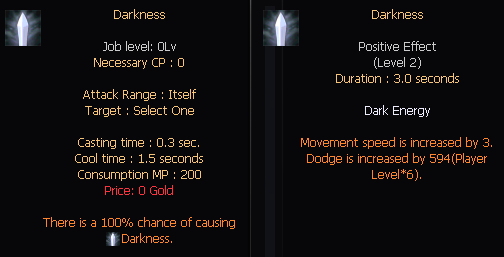 Darkness
Job level: 0Lv
Necessary CP : 0
Attack Range : Itself
Target : Select One
Casting time : 0.3 sec.
Cool time : 1.5 seconds
Consumption MP : 200
Price: 0 Gold
There is a 100% chance of causing
Darkness.
Darkness
Positive Effect
(Level 2)
Duration : 3.0 seconds
Dark Energy
Movement speed is increased by 3.
Dodge is increased by 594(Player
Level*6).